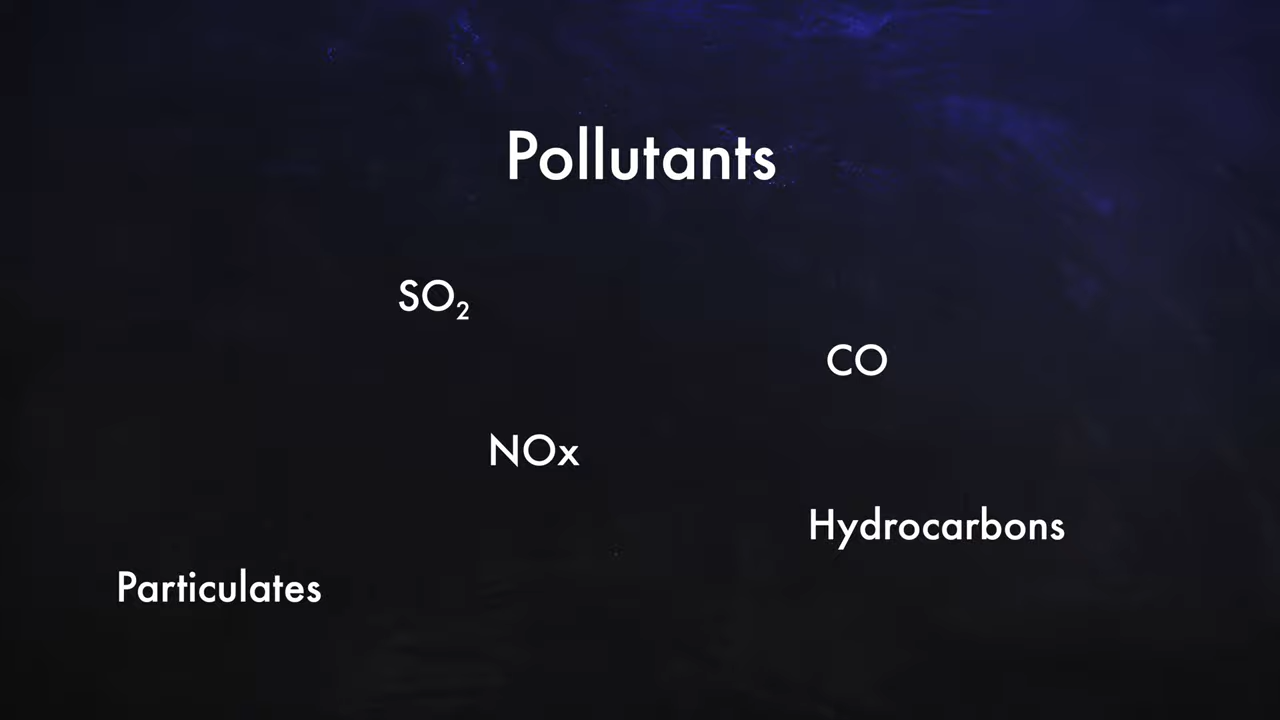 Pollutants
SO₂
CO
NOx
Hydrocarbons
Particulates